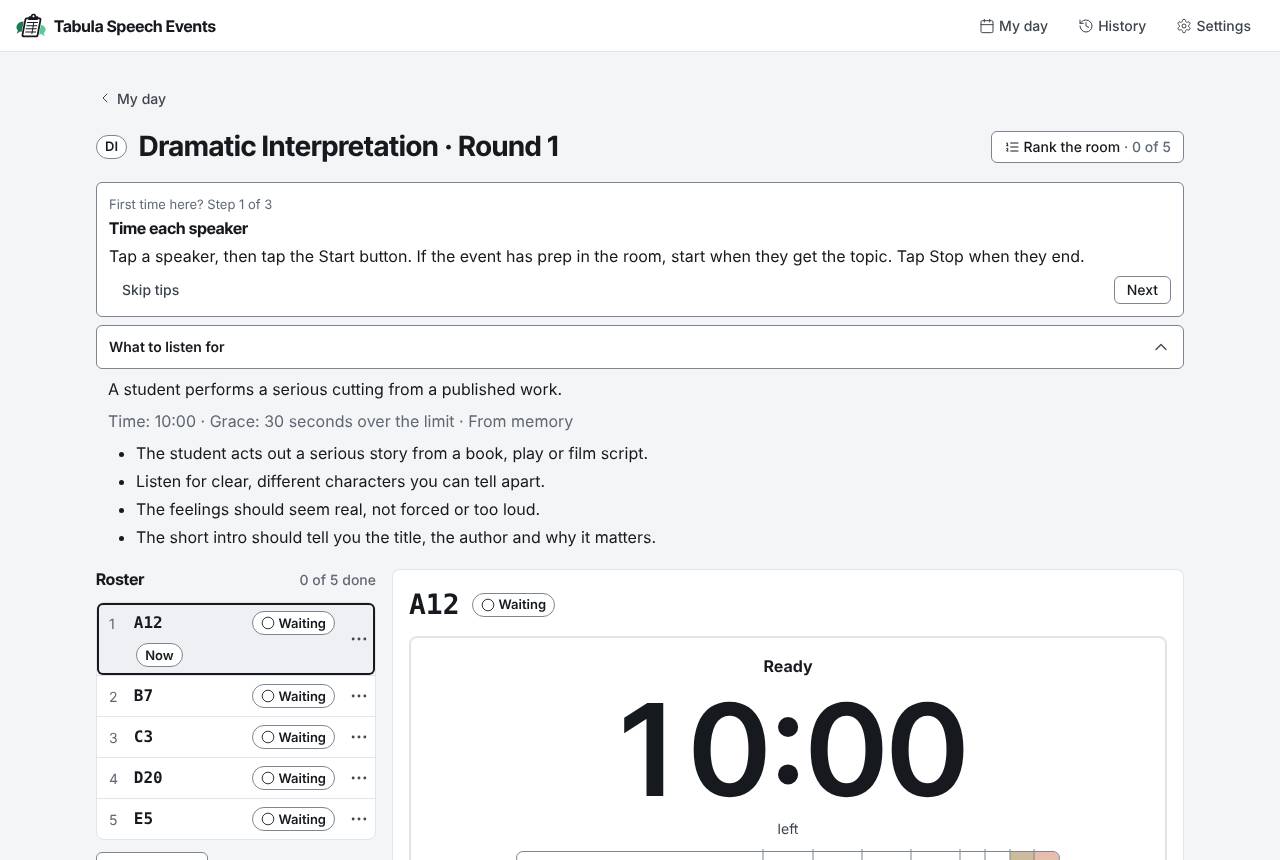 Tabula Speech Events
My day
History
Settings
My day
DI
Dramatic Interpretation · Round 1
Rank the room · 0 of 5
First time here? Step 1 of 3
Time each speaker
Tap a speaker, then tap the Start button. If the event has prep in the room, start when they get the topic. Tap Stop when they end.
Skip tips
Next
What to listen for
A student performs a serious cutting from a published work.
Time: 10:00 · Grace: 30 seconds over the limit · From memory
• The student acts out a serious story from a book, play or film script.
• Listen for clear, different characters you can tell apart.
• The feelings should seem real, not forced or too loud.
• The short intro should tell you the title, the author and why it matters.
Roster
0 of 5 done
1 A12 Waiting
Now
2 B7 Waiting
3 C3 Waiting
4 D20 Waiting
5 E5 Waiting
A12 Waiting
Ready
10:00
left